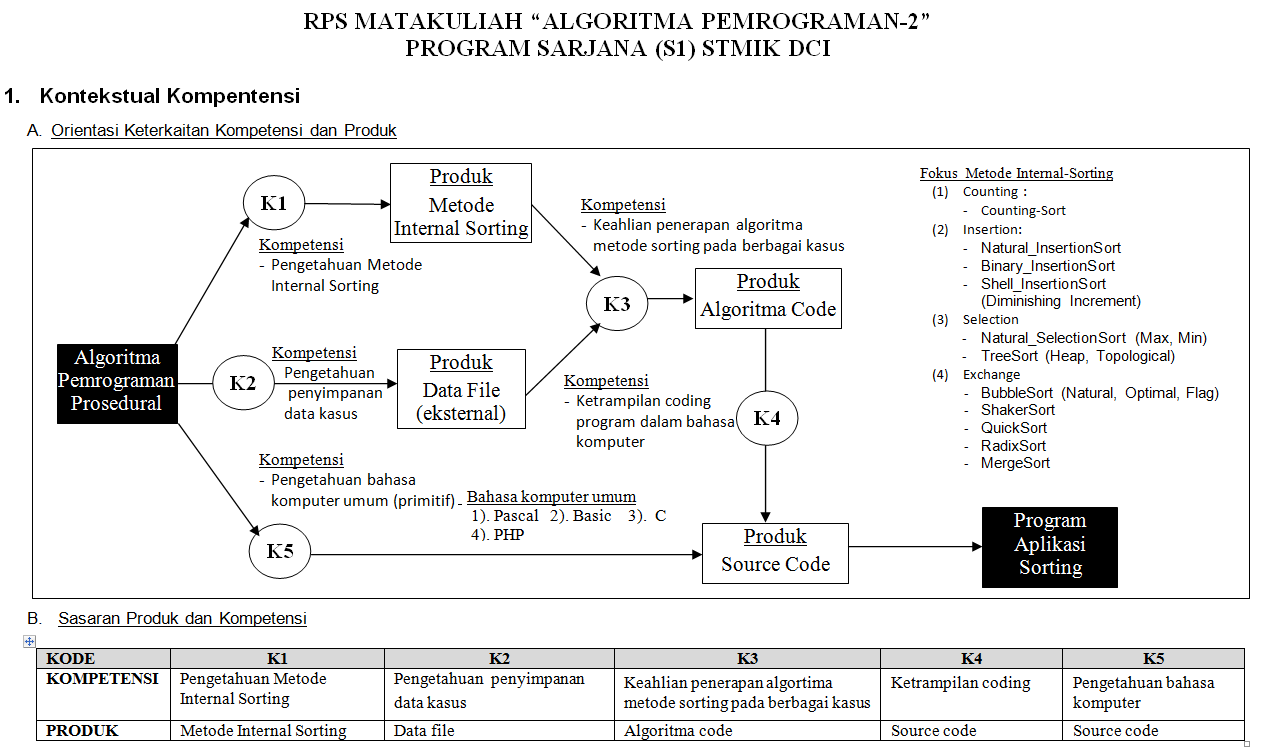 RPS MATAKULIAH “ALGORITMA PEMROGRAMAN-2”
PROGRAM SARJANA (S1) STMIK DCI
1. Kontekstual Kompentensi
A. Orientasi Keterkaitan Kompetensi dan Produk
K1
Produk
Metode
Internal Sorting
Kompetensi
- Pengetahuan Metode
Internal Sorting
Kompetensi
- Keahlian penerapan algoritma
metode sorting pada berbagai kasus
K3
Produk
Algoritma Code
Algoritma
Pemrograman
Prosedural
K2
Kompetensi
Pengetahuan
penyimpanan
data kasus
Produk
Data File
(eksternal)
Kompetensi
- Ketrampilan coding
program dalam bahasa
komputer
K4
Kompetensi
- Pengetahuan bahasa
komputer umum (primitif)
- Bahasa komputer umum
1). Pascal 2). Basic 3). C
4). PHP
K5
Produk
Source Code
Program
Aplikasi
Sorting
Fokus Metode Internal-Sorting
(1) Counting :
- Counting-Sort
(2) Insertion:
- Natural_InsertionSort
- Binary_InsertionSort
- Shell_InsertionSort
(Diminishing Increment)
(3) Selection
- Natural_SelectionSort (Max, Min)
- TreeSort (Heap, Topological)
(4) Exchange
- BubbleSort (Natural, Optimal, Flag)
- ShakerSort
- QuickSort
- RadixSort
- MergeSort
B. Sasaran Produk dan Kompetensi
KODE K1 K2 K3 K4 K5
KOMPETENSI Pengetahuan Metode Pengetahuan penyimpanan Keahlian penerapan algortima Ketrampilan coding Pengetahuan bahasa
Internal Sorting data kasus metode sorting pada berbagai kasus komputer
PRODUK Metode Internal Sorting Data file Algoritma code Source code Source code